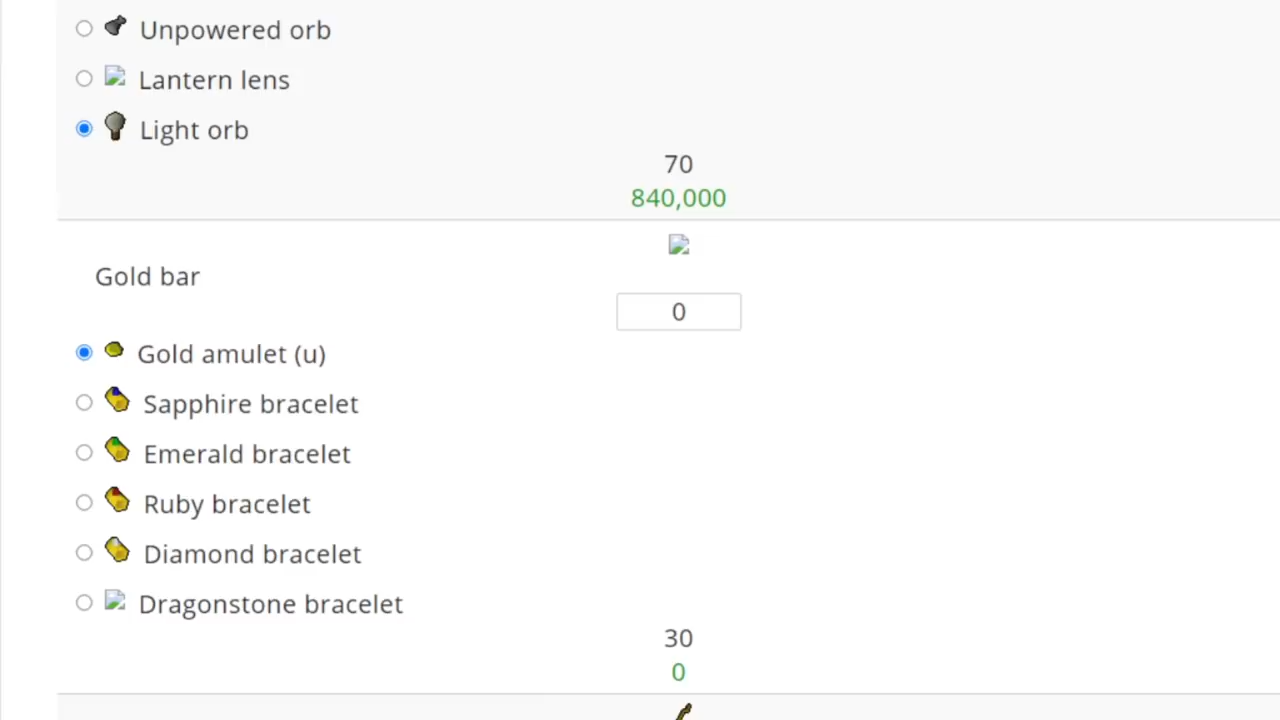 Unpowered orb
Lantern lens
Light orb
70
840,000
Gold bar
0
Gold amulet (u)
Sapphire bracelet
Emerald bracelet
Ruby bracelet
Diamond bracelet
Dragonstone bracelet
30
0